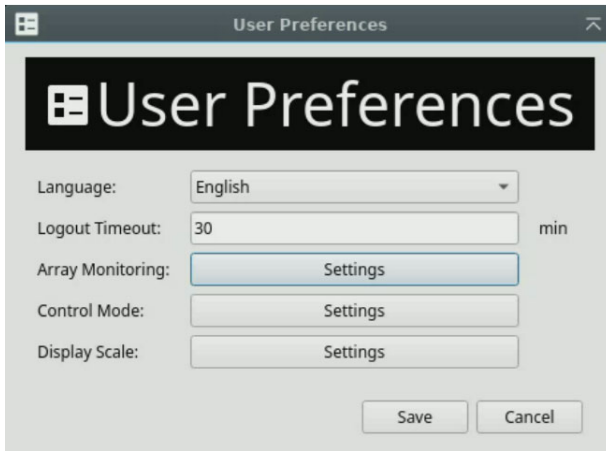 User Preferences
User Preferences
Language: English
Logout Timeout: 30 min
Array Monitoring: Settings
Control Mode: Settings
Display Scale: Settings
Save Cancel